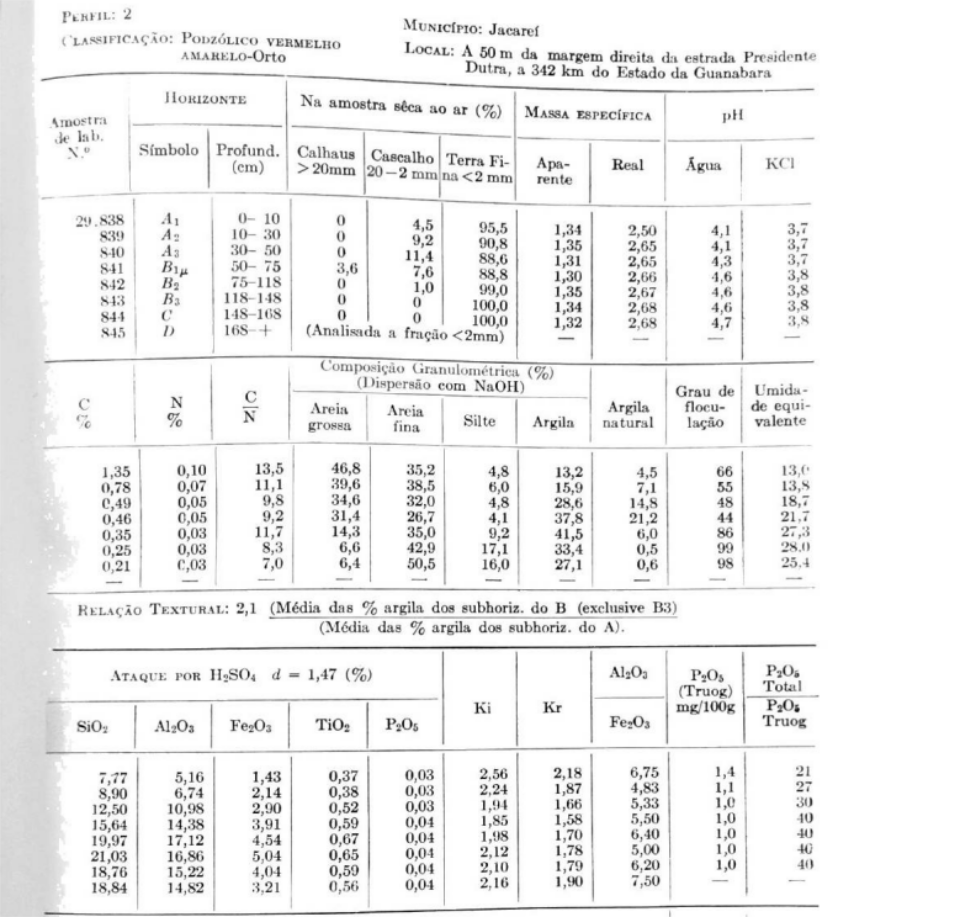 PERFIL: 2
MUNICÍPIO: Jacareí
CLASSIFICAÇÃO: PODZÓLICO VERMELHO
AMARELO-Orto
LOCAL: A 50 m da margem direita da estrada Presidente
Dutra, a 342 km do Estado da Guanabara
Amostra de lab. N.º | HORIZONTE | Na amostra sêca ao ar (%) | MASSA ESPECÍFICA | pH
Símbolo | Profund. (cm) | Calhaus >20mm | Cascalho 20—2 mm | Terra Fina <2 mm | Aparente | Real | Água | KCl
29.838 A1 0– 10 0 4,5 95,5 1,34 2,50 4,1 3,7
839 A2 10– 30 0 9,2 90,8 1,35 2,65 4,1 3,7
840 A3 30– 50 0 11,4 88,6 1,31 2,65 4,3 3,7
841 B1μ 50– 75 3,6 7,6 88,8 1,30 2,66 4,6 3,8
842 B2 75–118 0 1,0 99,0 1,35 2,67 4,6 3,8
843 B3 118–148 0 0 100,0 1,34 2,68 4,6 3,8
844 C 148–168 0 0 100,0 1,32 2,68 4,7 3,8
845 D 168–+ (Analisada a fração <2mm) — — — —
C % | N % | C/N | Composição Granulométrica (%) (Dispersão com NaOH) | Argila natural | Grau de floculação | Umidade equivalente
Areia grossa | Areia fina | Silte | Argila
1,35 0,10 13,5 46,8 35,2 4,8 13,2 4,5 66 13,0
0,78 0,07 11,1 39,6 38,5 6,0 15,9 7,1 55 13,8
0,49 0,05 9,8 34,6 32,0 4,8 28,6 14,8 48 18,7
0,46 0,05 9,2 31,4 26,7 4,1 37,8 21,2 44 21,7
0,35 0,03 11,7 14,3 35,0 9,2 41,5 6,0 86 27,3
0,25 0,03 8,3 6,6 42,9 17,1 33,4 0,5 99 28,0
0,21 0,03 7,0 6,4 50,5 16,0 27,1 0,6 98 25,4
— — — — — — — — — —
RELAÇÃO TEXTURAL: 2,1 (Média das % argila dos subhoriz. do B (exclusive B3)
(Média das % argila dos subhoriz. do A).
ATAQUE POR H2SO4 d = 1,47 (%) | Ki | Kr | Al2O3/Fe2O3 | P2O5 (Truog) mg/100g | P2O5 Total/P2O5 Truog
SiO2 | Al2O3 | Fe2O3 | TiO2 | P2O5
7,77 5,16 1,43 0,37 0,03 2,56 2,18 6,75 1,4 21
8,90 6,74 2,14 0,38 0,03 2,24 1,87 4,83 1,1 27
12,50 10,98 2,90 0,52 0,03 1,94 1,66 5,33 1,0 30
15,64 14,38 3,91 0,59 0,04 1,85 1,58 5,50 1,0 40
19,97 17,12 4,54 0,67 0,04 1,98 1,70 6,40 1,0 40
21,03 16,86 5,04 0,65 0,04 2,12 1,78 5,00 1,0 40
18,76 15,22 4,04 0,59 0,04 2,10 1,79 6,20 1,0 40
18,84 14,82 3,21 0,56 0,04 2,16 1,90 7,50 — —